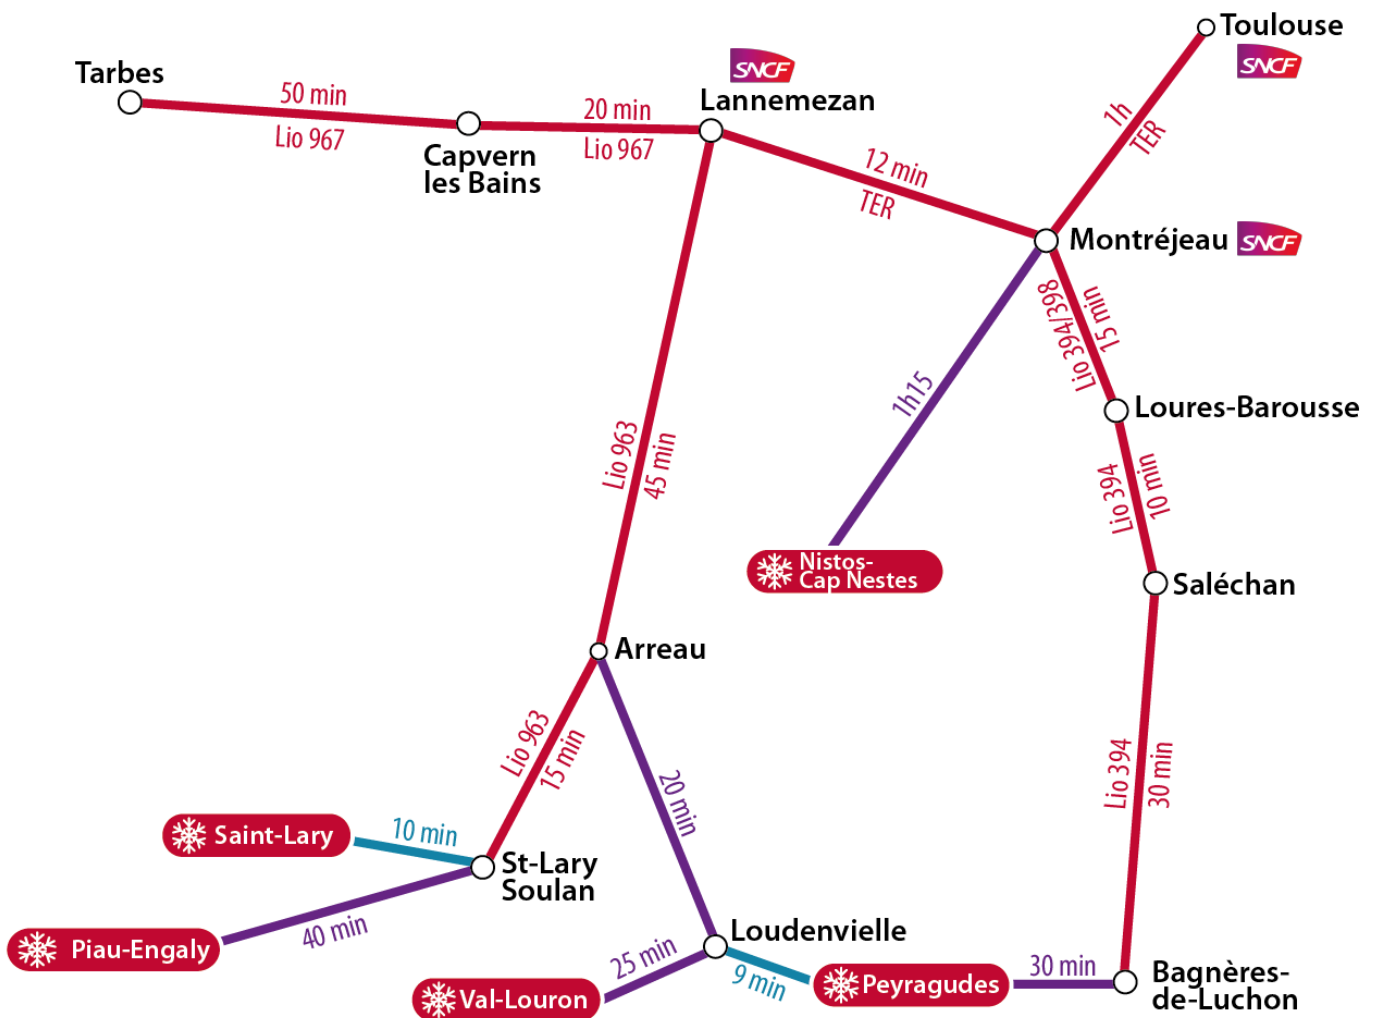 Toulouse
SNCF
Tarbes
SNCF
Lannemezan
50 min
Lio 967
20 min
Lio 967
Capvern
les Bains
1h
TER
12 min
TER
Montréjeau
SNCF
Lio 394/398
15 min
1h15
Loures-Barousse
Lio 963
45 min
Lio 394
10 min
Nistos-
Cap Nestes
Saléchan
Arreau
Lio 963
15 min
20 min
Lio 394
30 min
Saint-Lary
10 min
St-Lary
Soulan
Piau-Engaly
40 min
Loudenvielle
25 min
9 min
Val-Louron
Peyragudes
30 min
Bagnères-
de-Luchon